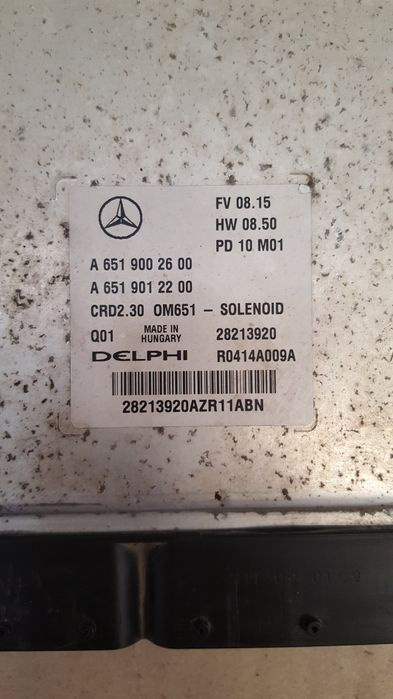 FV 08.15
HW 08.50
PD 10 M01
A 651 900 26 00
A 651 901 22 00
CRD2.30 OM651 - SOLENOID
Q01 MADE IN HUNGARY 28213920
DELPHI R0414A009A
28213920AZR11ABN